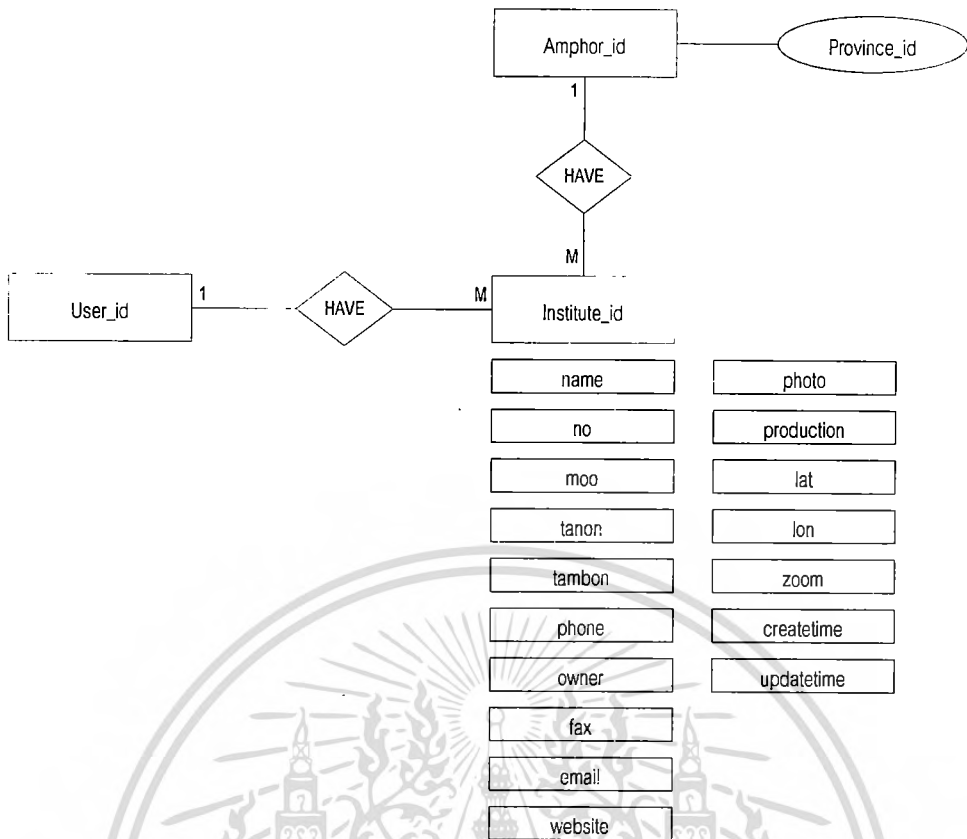 Amphor_id
Province_id
1
HAVE
M
User_id
1
HAVE
M
Institute_id
name
photo
no
production
moo
lat
tanon
lon
tambon
zoom
phone
createtime
owner
updatetime
fax
email
website